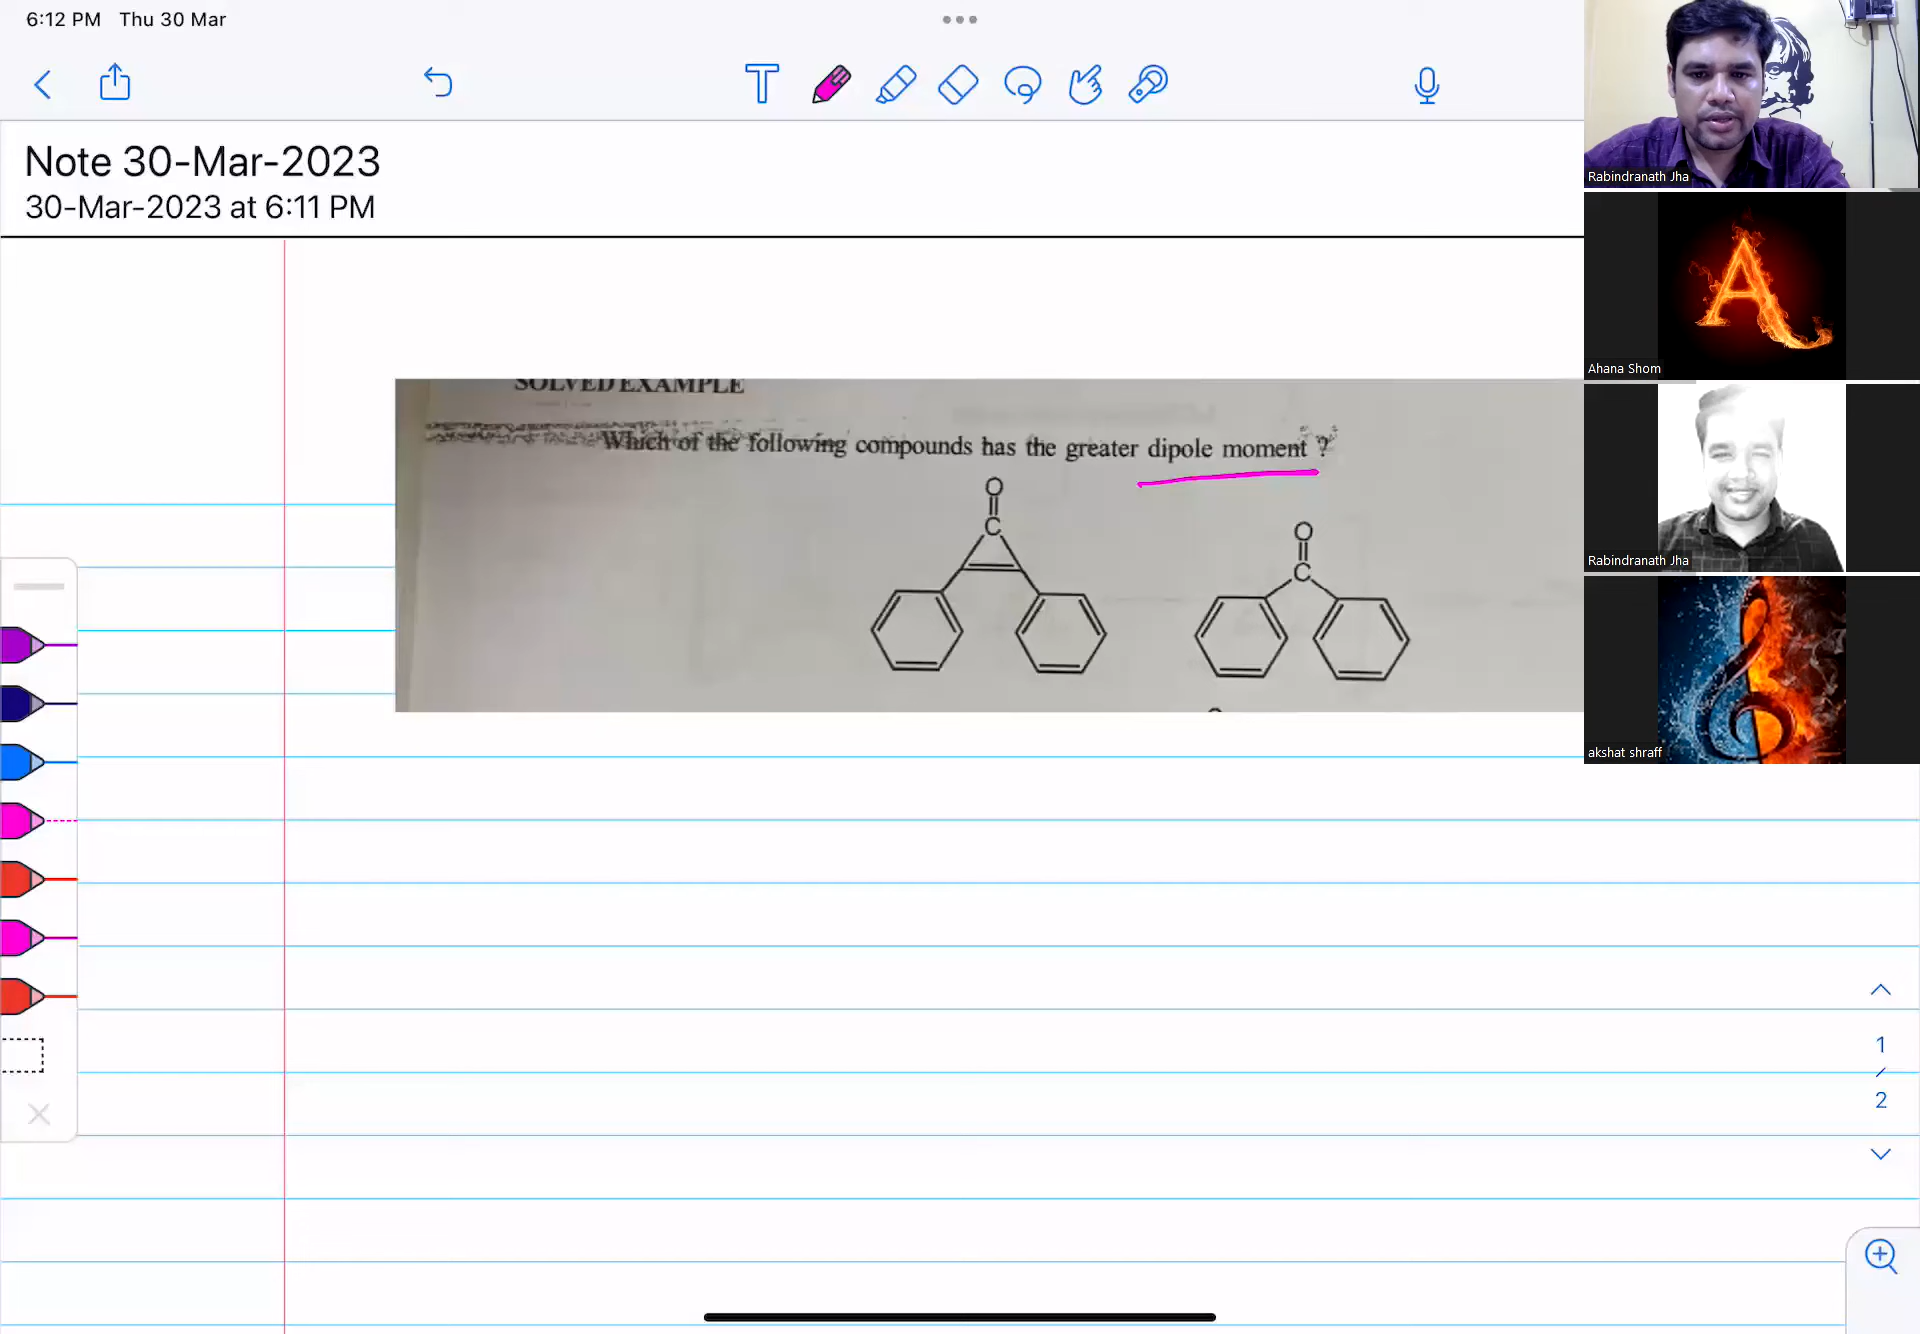 6:12 PM Thu 30 Mar
T
Note 30-Mar-2023
30-Mar-2023 at 6:11 PM
SOLVED EXAMPLE
Which of the following compounds has the greater dipole moment ?
O
C
O
C
Rabindranath Jha
A
Ahana Shom
Rabindranath Jha
akshat shraff
1
/
2